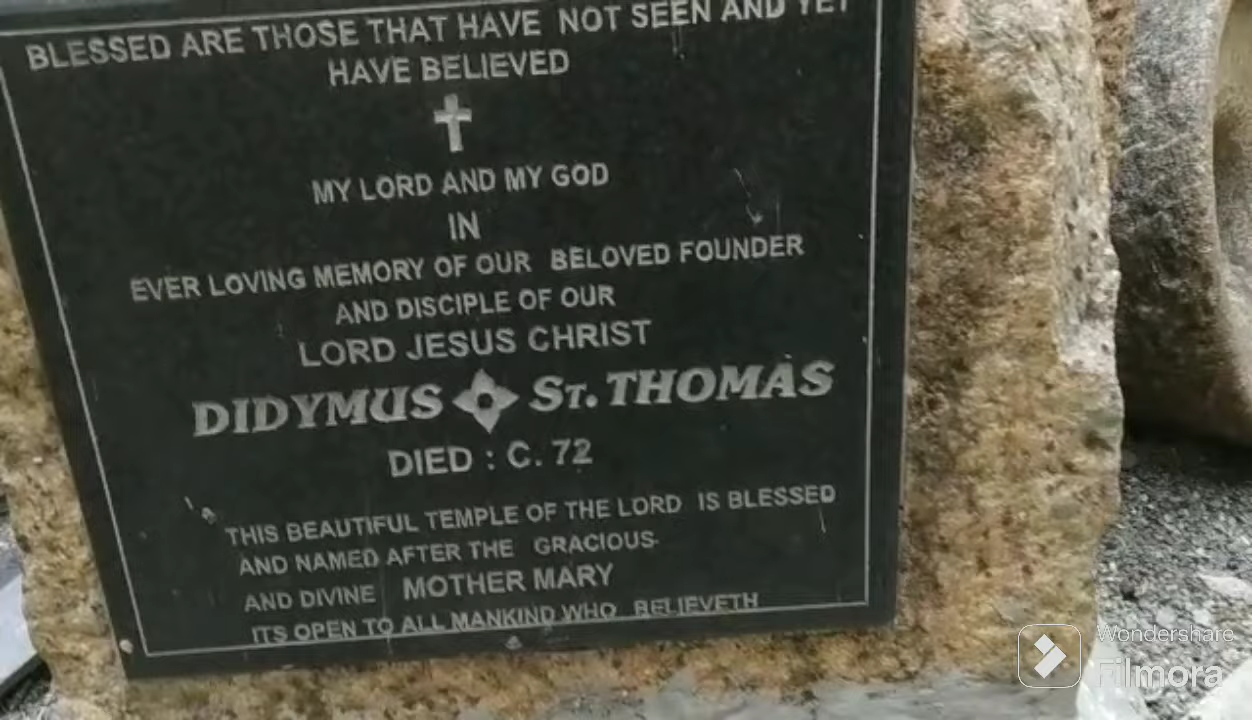 BLESSED ARE THOSE THAT HAVE NOT SEEN AND YET
HAVE BELIEVED
MY LORD AND MY GOD
IN
EVER LOVING MEMORY OF OUR BELOVED FOUNDER
AND DISCIPLE OF OUR
LORD JESUS CHRIST
DIDYMUS ST. THOMAS
DIED : C. 72
THIS BEAUTIFUL TEMPLE OF THE LORD IS BLESSED
AND NAMED AFTER THE GRACIOUS
AND DIVINE MOTHER MARY
ITS OPEN TO ALL MANKIND WHO BELIEVETH
Wondershare
Filmora